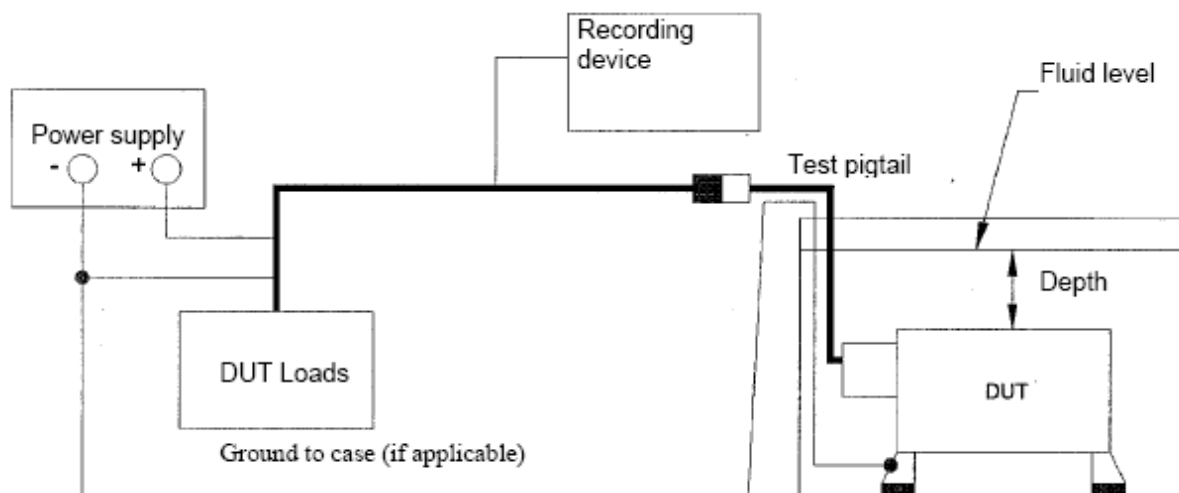 Recording
device
Fluid level
Power supply
- +
Test pigtail
Depth
DUT Loads
DUT
Ground to case (if applicable)